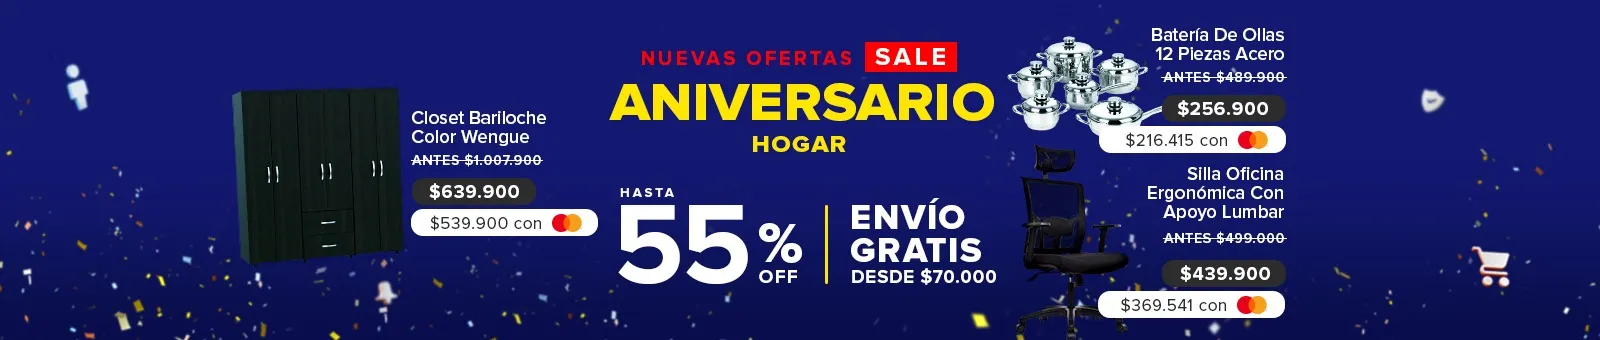 NUEVAS OFERTAS SALE
ANIVERSARIO
HOGAR
HASTA
55% OFF
ENVÍO
GRATIS
DESDE $70.000
Closet Bariloche
Color Wengue
ANTES $1.007.900
$639.900
$539.900 con
Batería De Ollas
12 Piezas Acero
ANTES $489.900
$256.900
$216.415 con
Silla Oficina
Ergonómica Con
Apoyo Lumbar
ANTES $499.000
$439.900
$369.541 con